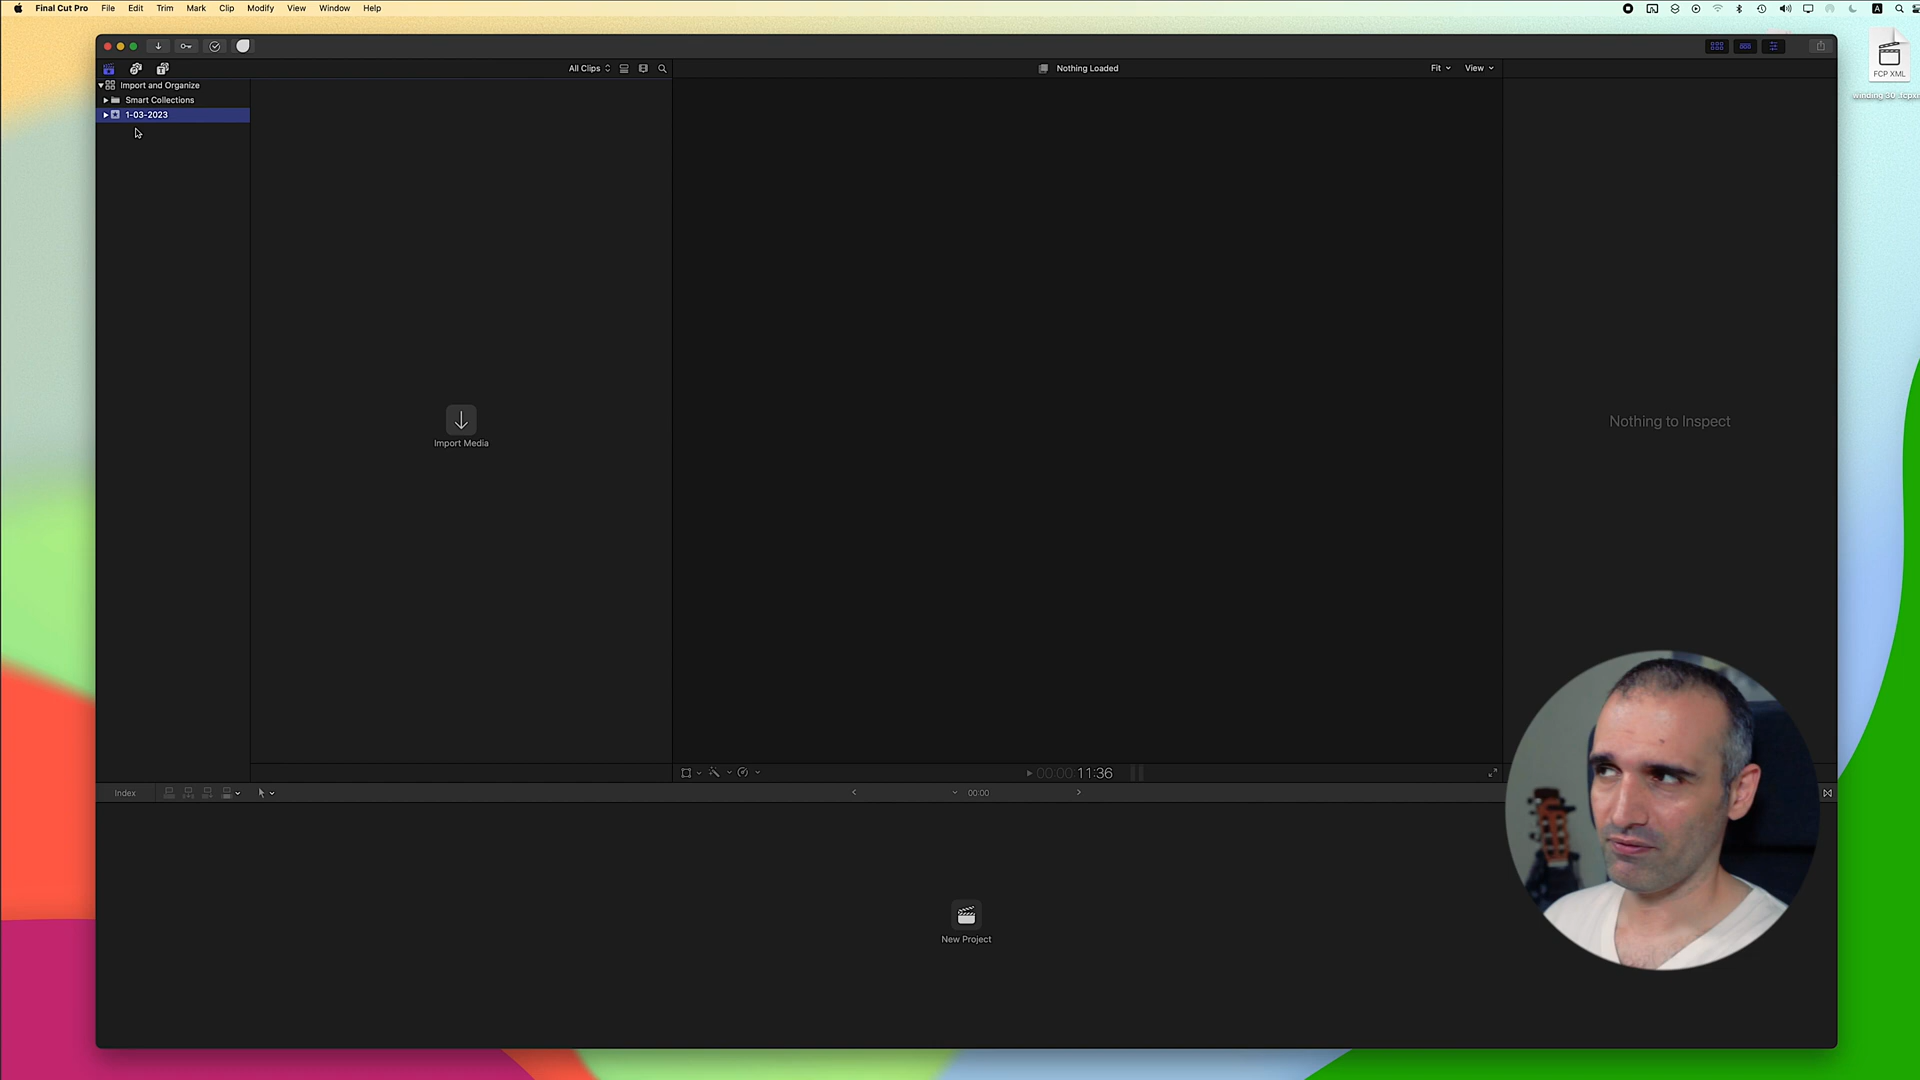 Final Cut Pro File Edit Trim Mark Clip Modify View Window Help
A
FCP XML
All Clips
Nothing Loaded
Fit
View
Import and Organize
Smart Collections
1-03-2023
Import Media
Nothing to Inspect
00:00:11:36
Index
00:00
New Project